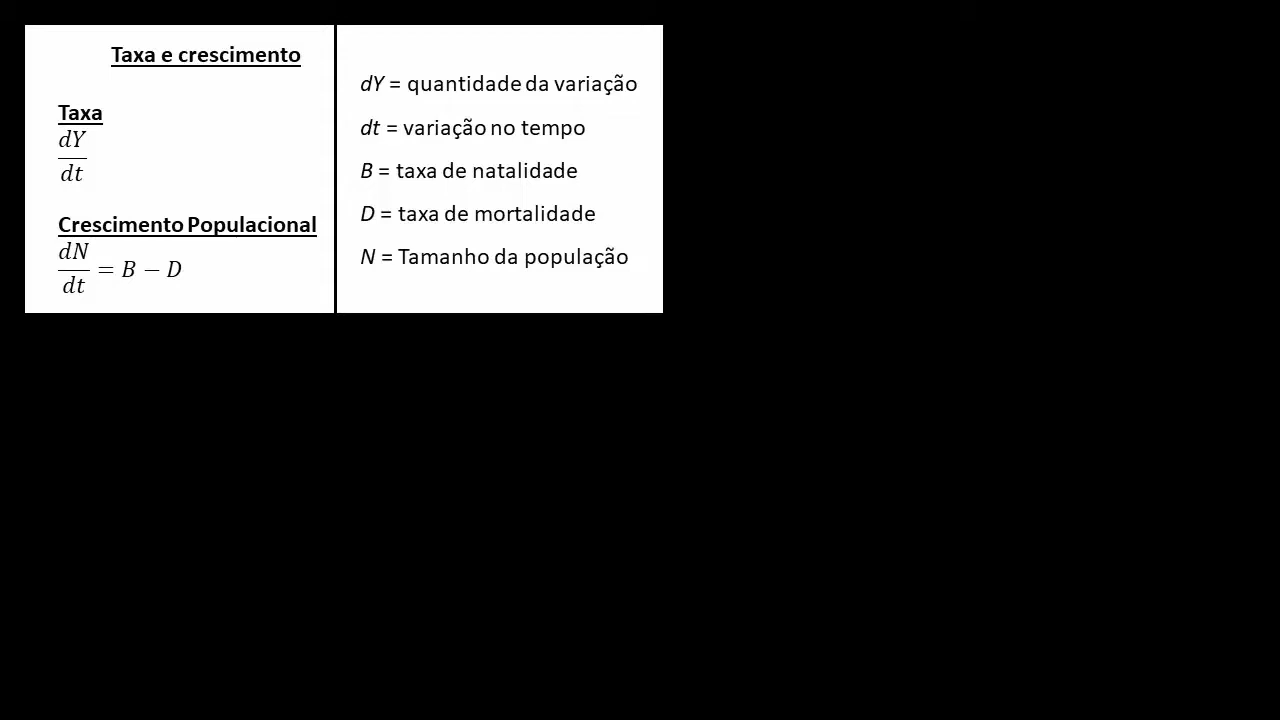 Taxa e crescimento
Taxa
dY
dt
Crescimento Populacional
dN
dt
= B − D
dY = quantidade da variação
dt = variação no tempo
B = taxa de natalidade
D = taxa de mortalidade
N = Tamanho da população